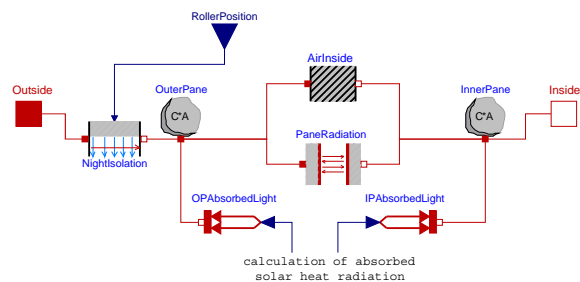 RollerPosition
Outside
OuterPane
AirInside
InnerPane
Inside
C*A
C*A
NightIsolation
PaneRadiation
OPAbsorbedLight
IPAbsorbedLight
calculation of absorbed
solar heat radiation